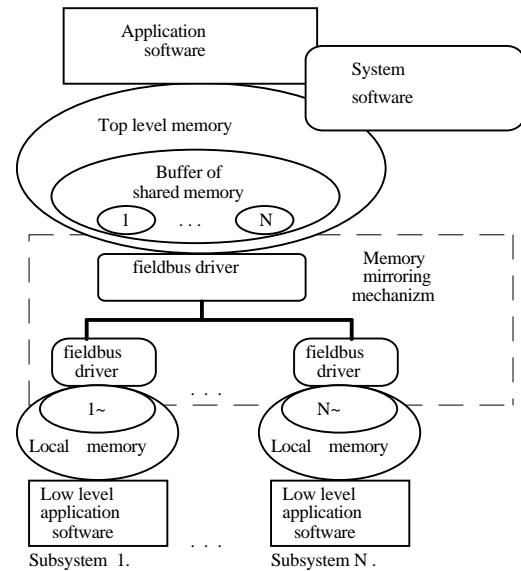 Application
software
System
software
Top level memory
Buffer of
shared memory
1 . . . N
fieldbus driver
Memory
mirroring
mechanizm
fieldbus
driver
fieldbus
driver
. . .
1~
N~
Local memory
Local memory
Low level
application
software
Low level
application
software
. . .
Subsystem 1.
Subsystem N .